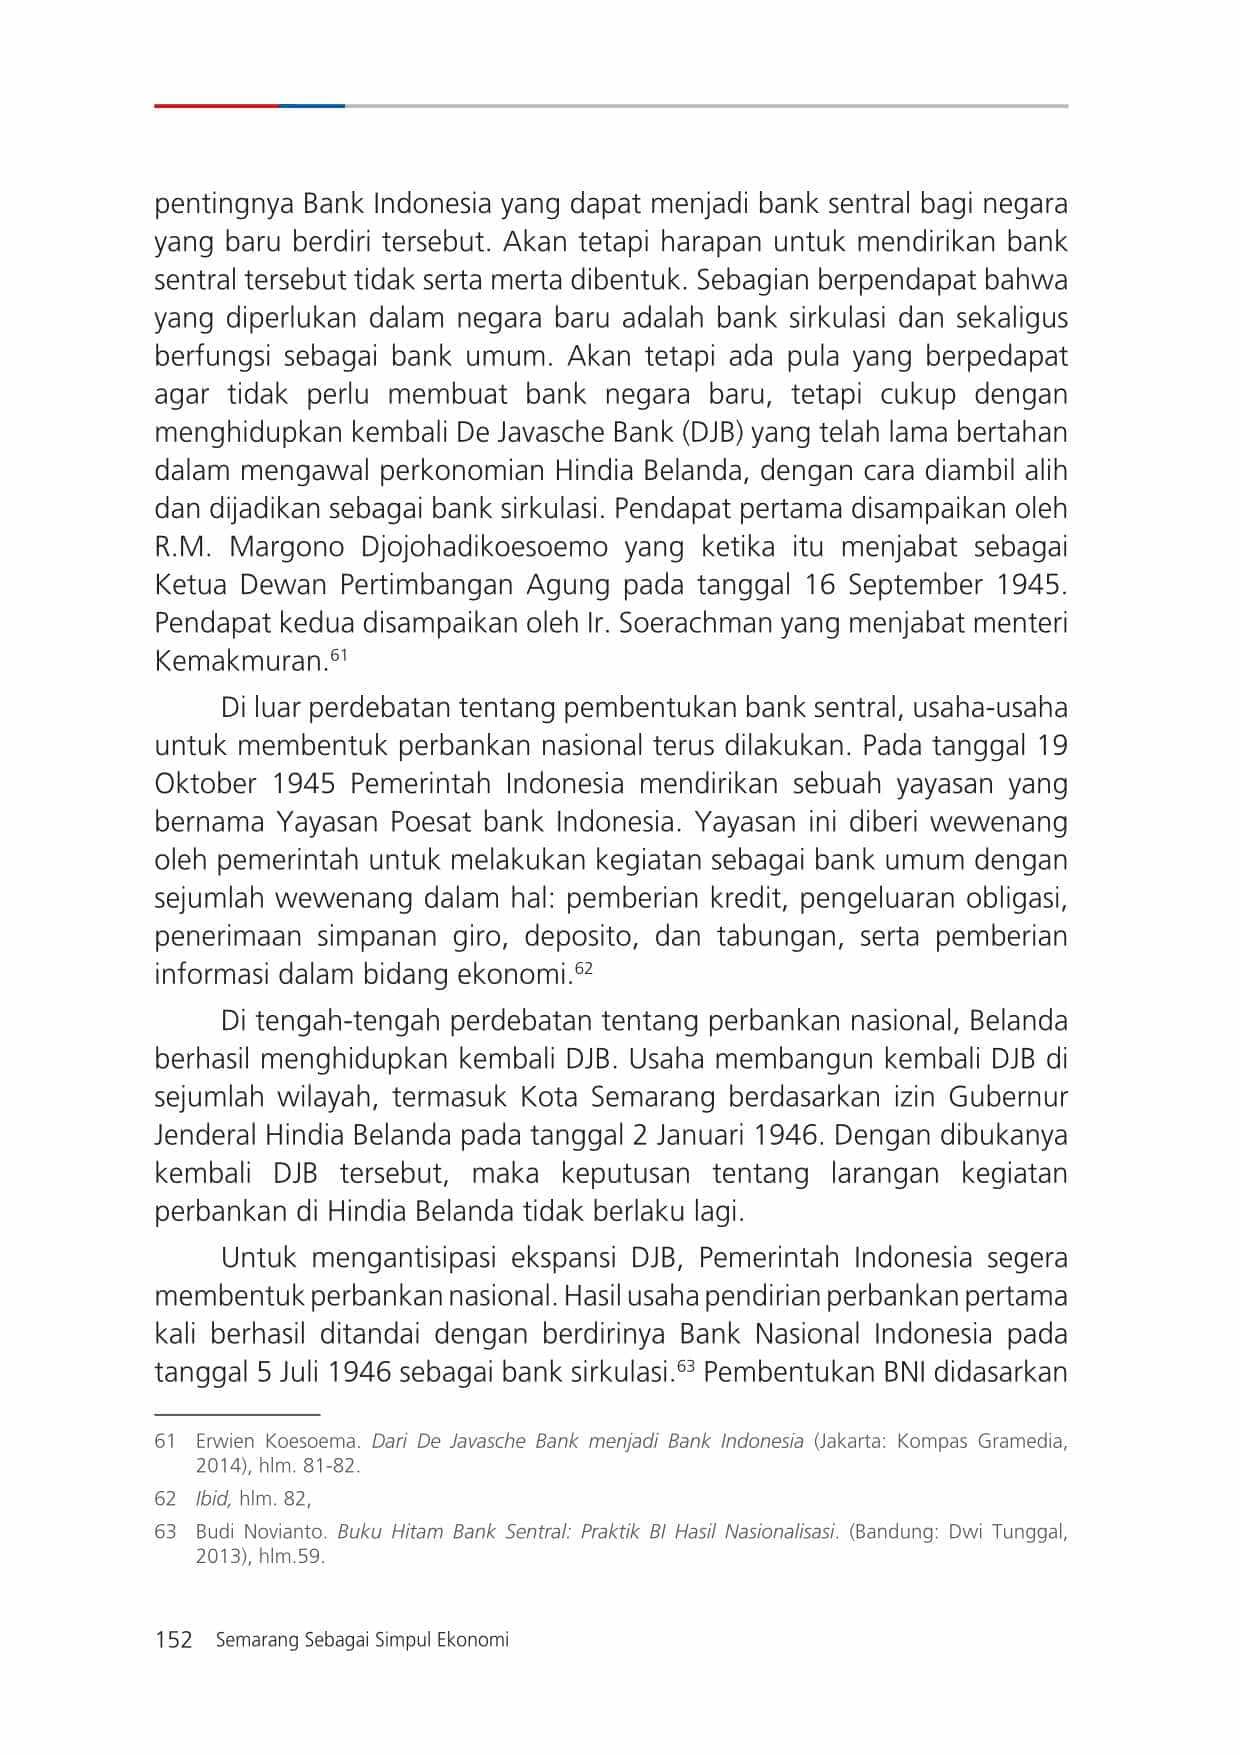 pentingnya Bank Indonesia yang dapat menjadi bank sentral bagi negara
yang baru berdiri tersebut. Akan tetapi harapan untuk mendirikan bank
sentral tersebut tidak serta merta dibentuk. Sebagian berpendapat bahwa
yang diperlukan dalam negara baru adalah bank sirkulasi dan sekaligus
berfungsi sebagai bank umum. Akan tetapi ada pula yang berpedapat
agar tidak perlu membuat bank negara baru, tetapi cukup dengan
menghidupkan kembali De Javasche Bank (DJB) yang telah lama bertahan
dalam mengawal perkonomian Hindia Belanda, dengan cara diambil alih
dan dijadikan sebagai bank sirkulasi. Pendapat pertama disampaikan oleh
R.M. Margono Djojohadikoesoemo yang ketika itu menjabat sebagai
Ketua Dewan Pertimbangan Agung pada tanggal 16 September 1945.
Pendapat kedua disampaikan oleh Ir. Soerachman yang menjabat menteri
Kemakmuran.61
Di luar perdebatan tentang pembentukan bank sentral, usaha-usaha
untuk membentuk perbankan nasional terus dilakukan. Pada tanggal 19
Oktober 1945 Pemerintah Indonesia mendirikan sebuah yayasan yang
bernama Yayasan Poesat bank Indonesia. Yayasan ini diberi wewenang
oleh pemerintah untuk melakukan kegiatan sebagai bank umum dengan
sejumlah wewenang dalam hal: pemberian kredit, pengeluaran obligasi,
penerimaan simpanan giro, deposito, dan tabungan, serta pemberian
informasi dalam bidang ekonomi.62
Di tengah-tengah perdebatan tentang perbankan nasional, Belanda
berhasil menghidupkan kembali DJB. Usaha membangun kembali DJB di
sejumlah wilayah, termasuk Kota Semarang berdasarkan izin Gubernur
Jenderal Hindia Belanda pada tanggal 2 Januari 1946. Dengan dibukanya
kembali DJB tersebut, maka keputusan tentang larangan kegiatan
perbankan di Hindia Belanda tidak berlaku lagi.
Untuk mengantisipasi ekspansi DJB, Pemerintah Indonesia segera
membentuk perbankan nasional. Hasil usaha pendirian perbankan pertama
kali berhasil ditandai dengan berdirinya Bank Nasional Indonesia pada
tanggal 5 Juli 1946 sebagai bank sirkulasi.63 Pembentukan BNI didasarkan
61 Erwien Koesoema. Dari De Javasche Bank menjadi Bank Indonesia (Jakarta: Kompas Gramedia,
2014), hlm. 81-82.
62 Ibid, hlm. 82,
63 Budi Novianto. Buku Hitam Bank Sentral: Praktik BI Hasil Nasionalisasi. (Bandung: Dwi Tunggal,
2013), hlm.59.
152 Semarang Sebagai Simpul Ekonomi